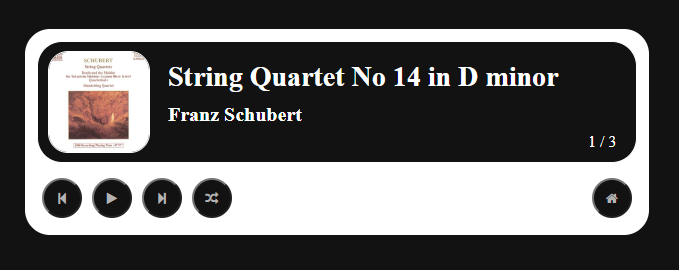 SCHUBERT
String Quartets
String Quartet No 14 in D minor
Franz Schubert
1 / 3